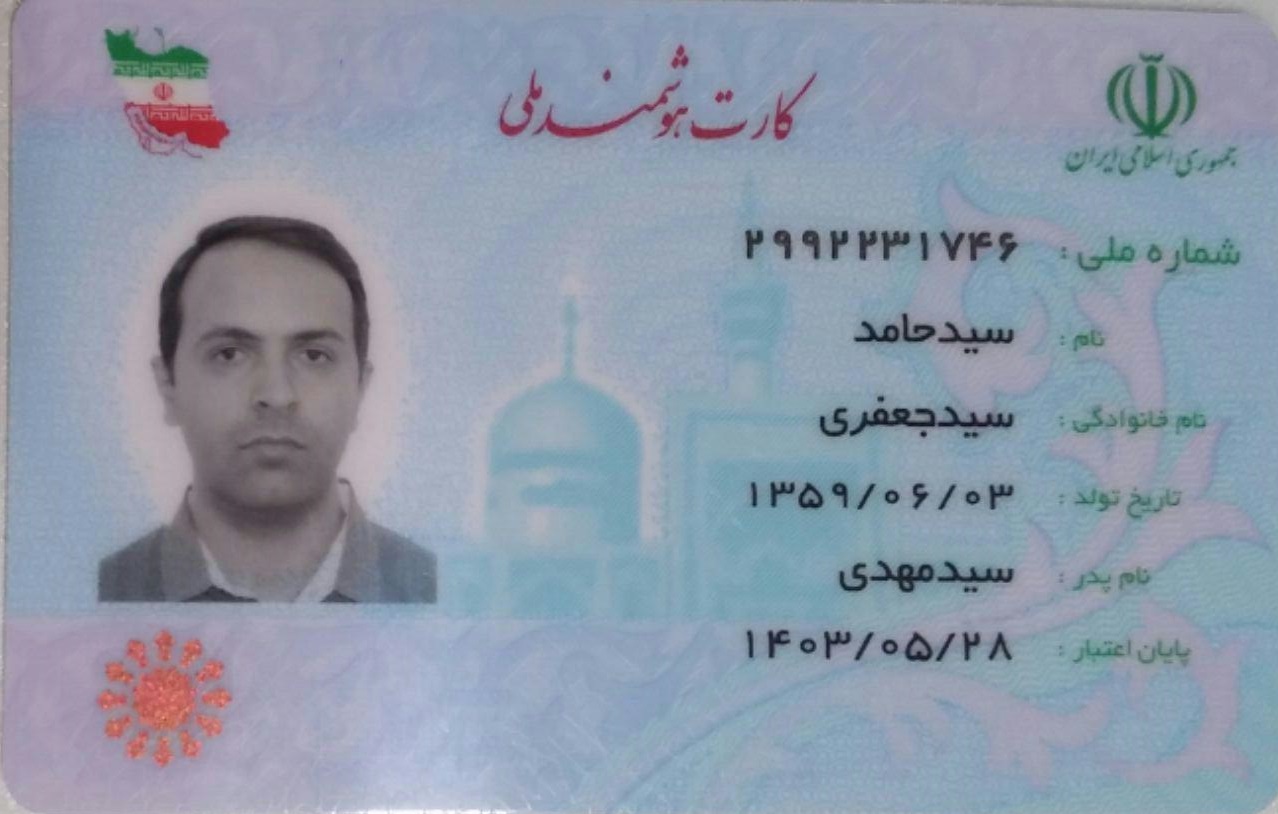 کارت هوشمند ملی
جمهوری اسلامی ایران
شماره ملی : ۲۹۹۲۲۳۱۷۴۶
نام : سیدحامد
نام خانوادگی : سیدجعفری
تاریخ تولد : ۱۳۵۹/۰۶/۰۳
نام پدر : سیدمهدی
پایان اعتبار : ۱۴۰۳/۰۵/۲۸